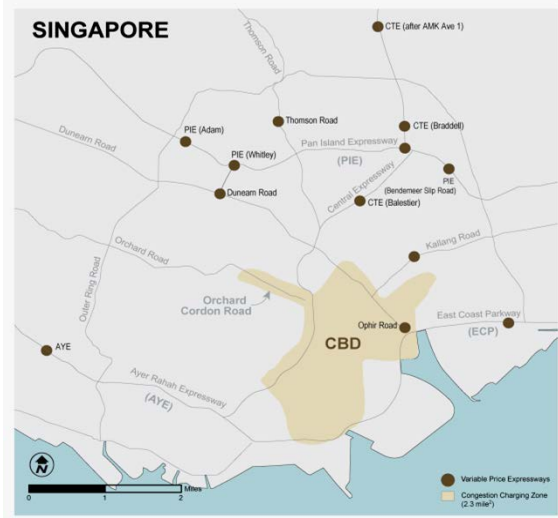 SINGAPORE
CTE (after AMK Ave 1)
Thomson Road
Thomson Road
CTE (Braddell)
Dunearn Road
PIE (Adam)
Pan Island Expressway
(PIE)
PIE (Whitley)
PIE
(Bendemeer Slip Road)
Dunearn Road
Central Expressway
CTE (Balestier)
Orchard Road
Kallang Road
Outer Ring Road
Orchard
Cordon Road
East Coast Parkway
(ECP)
Ophir Road
CBD
AYE
Ayer Rahah Expressway
(AYE)
N
Miles
0
1
2
Variable Price Expressways
Congestion Charging Zone
(2.3 mile²)